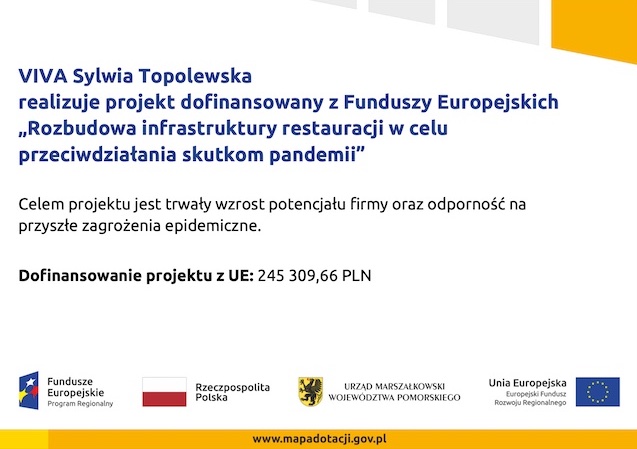 VIVA Sylwia Topolewska
realizuje projekt dofinansowany z Funduszy Europejskich
„Rozbudowa infrastruktury restauracji w celu
przeciwdziałania skutkom pandemii”
Celem projektu jest trwały wzrost potencjału firmy oraz odporność na
przyszłe zagrożenia epidemiczne.
Dofinansowanie projektu z UE: 245 309,66 PLN
Fundusze
Europejskie
Program Regionalny
Rzeczpospolita
Polska
URZĄD MARSZAŁKOWSKI
WOJEWÓDZTWA POMORSKIEGO
Unia Europejska
Europejski Fundusz
Rozwoju Regionalnego
www.mapadotacji.gov.pl